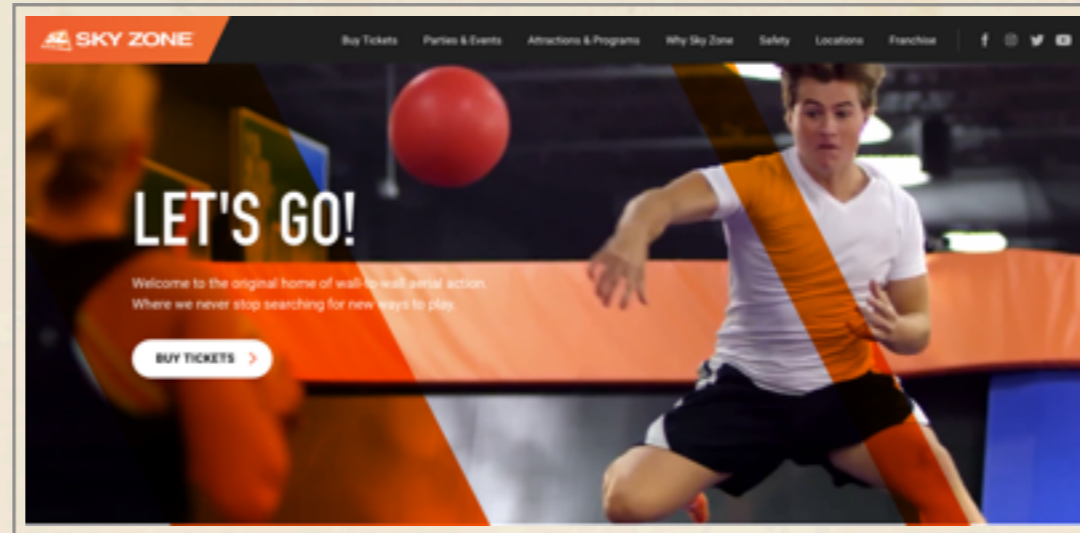 SKY ZONE
Buy Tickets Parties & Events Attractions & Programs Why Sky Zone Safety Locations Franchise
LET'S GO!
Welcome to the original home of wall-to-wall aerial action.
Where we never stop searching for new ways to play.
BUY TICKETS